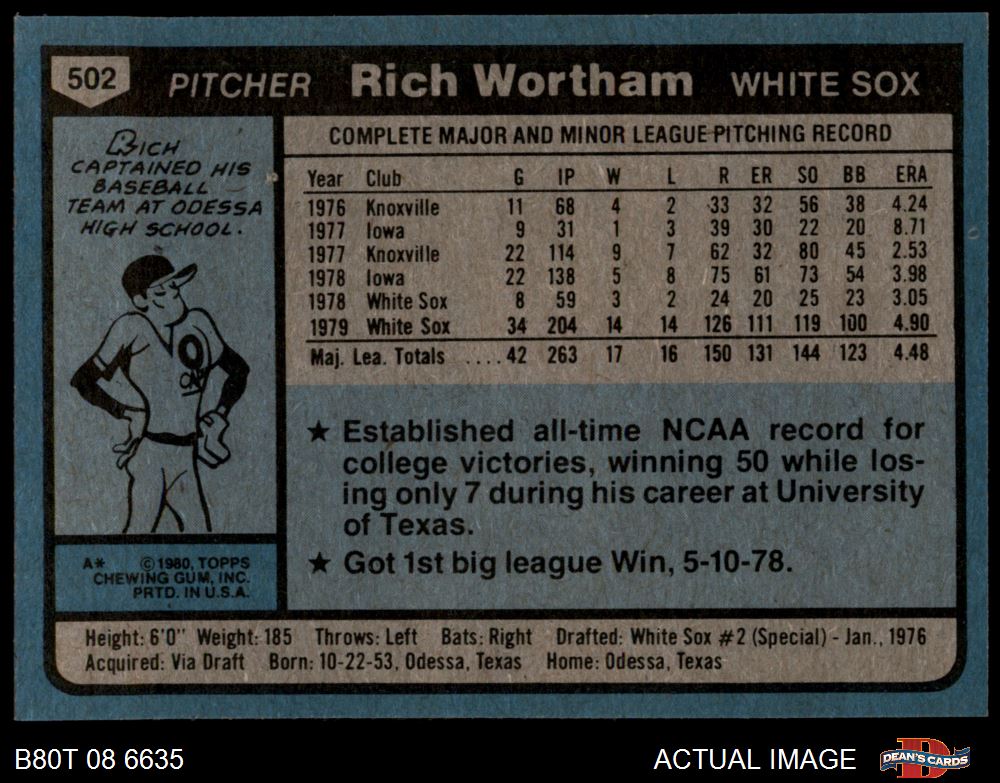 502 PITCHER Rich Wortham WHITE SOX
RICH
CAPTAINED HIS
BASEBALL
TEAM AT ODESSA
HIGH SCHOOL.
O
COMPLETE MAJOR AND MINOR LEAGUE PITCHING RECORD
Year Club G IP W L R ER SO BB ERA
1976 Knoxville 11 68 4 2 33 32 56 38 4.24
1977 Iowa 9 31 1 3 39 30 22 20 8.71
1977 Knoxville 22 114 9 7 62 32 80 45 2.53
1978 Iowa 22 138 5 8 75 61 73 54 3.98
1978 White Sox 8 59 3 2 24 20 25 23 3.05
1979 White Sox 34 204 14 14 126 111 119 100 4.90
Maj. Lea. Totals ....42 263 17 16 150 131 144 123 4.48
★ Established all-time NCAA record for
college victories, winning 50 while los-
ing only 7 during his career at University
of Texas.
★ Got 1st big league Win, 5-10-78.
A* ©1980, TOPPS
CHEWING GUM, INC.
PRTD. IN U.S.A.
Height: 6'0" Weight: 185 Throws: Left Bats: Right Drafted: White Sox #2 (Special) - Jan., 1976
Acquired: Via Draft Born: 10-22-53, Odessa, Texas Home: Odessa, Texas
B80T 08 6635 ACTUAL IMAGE DEAN'S CARDS